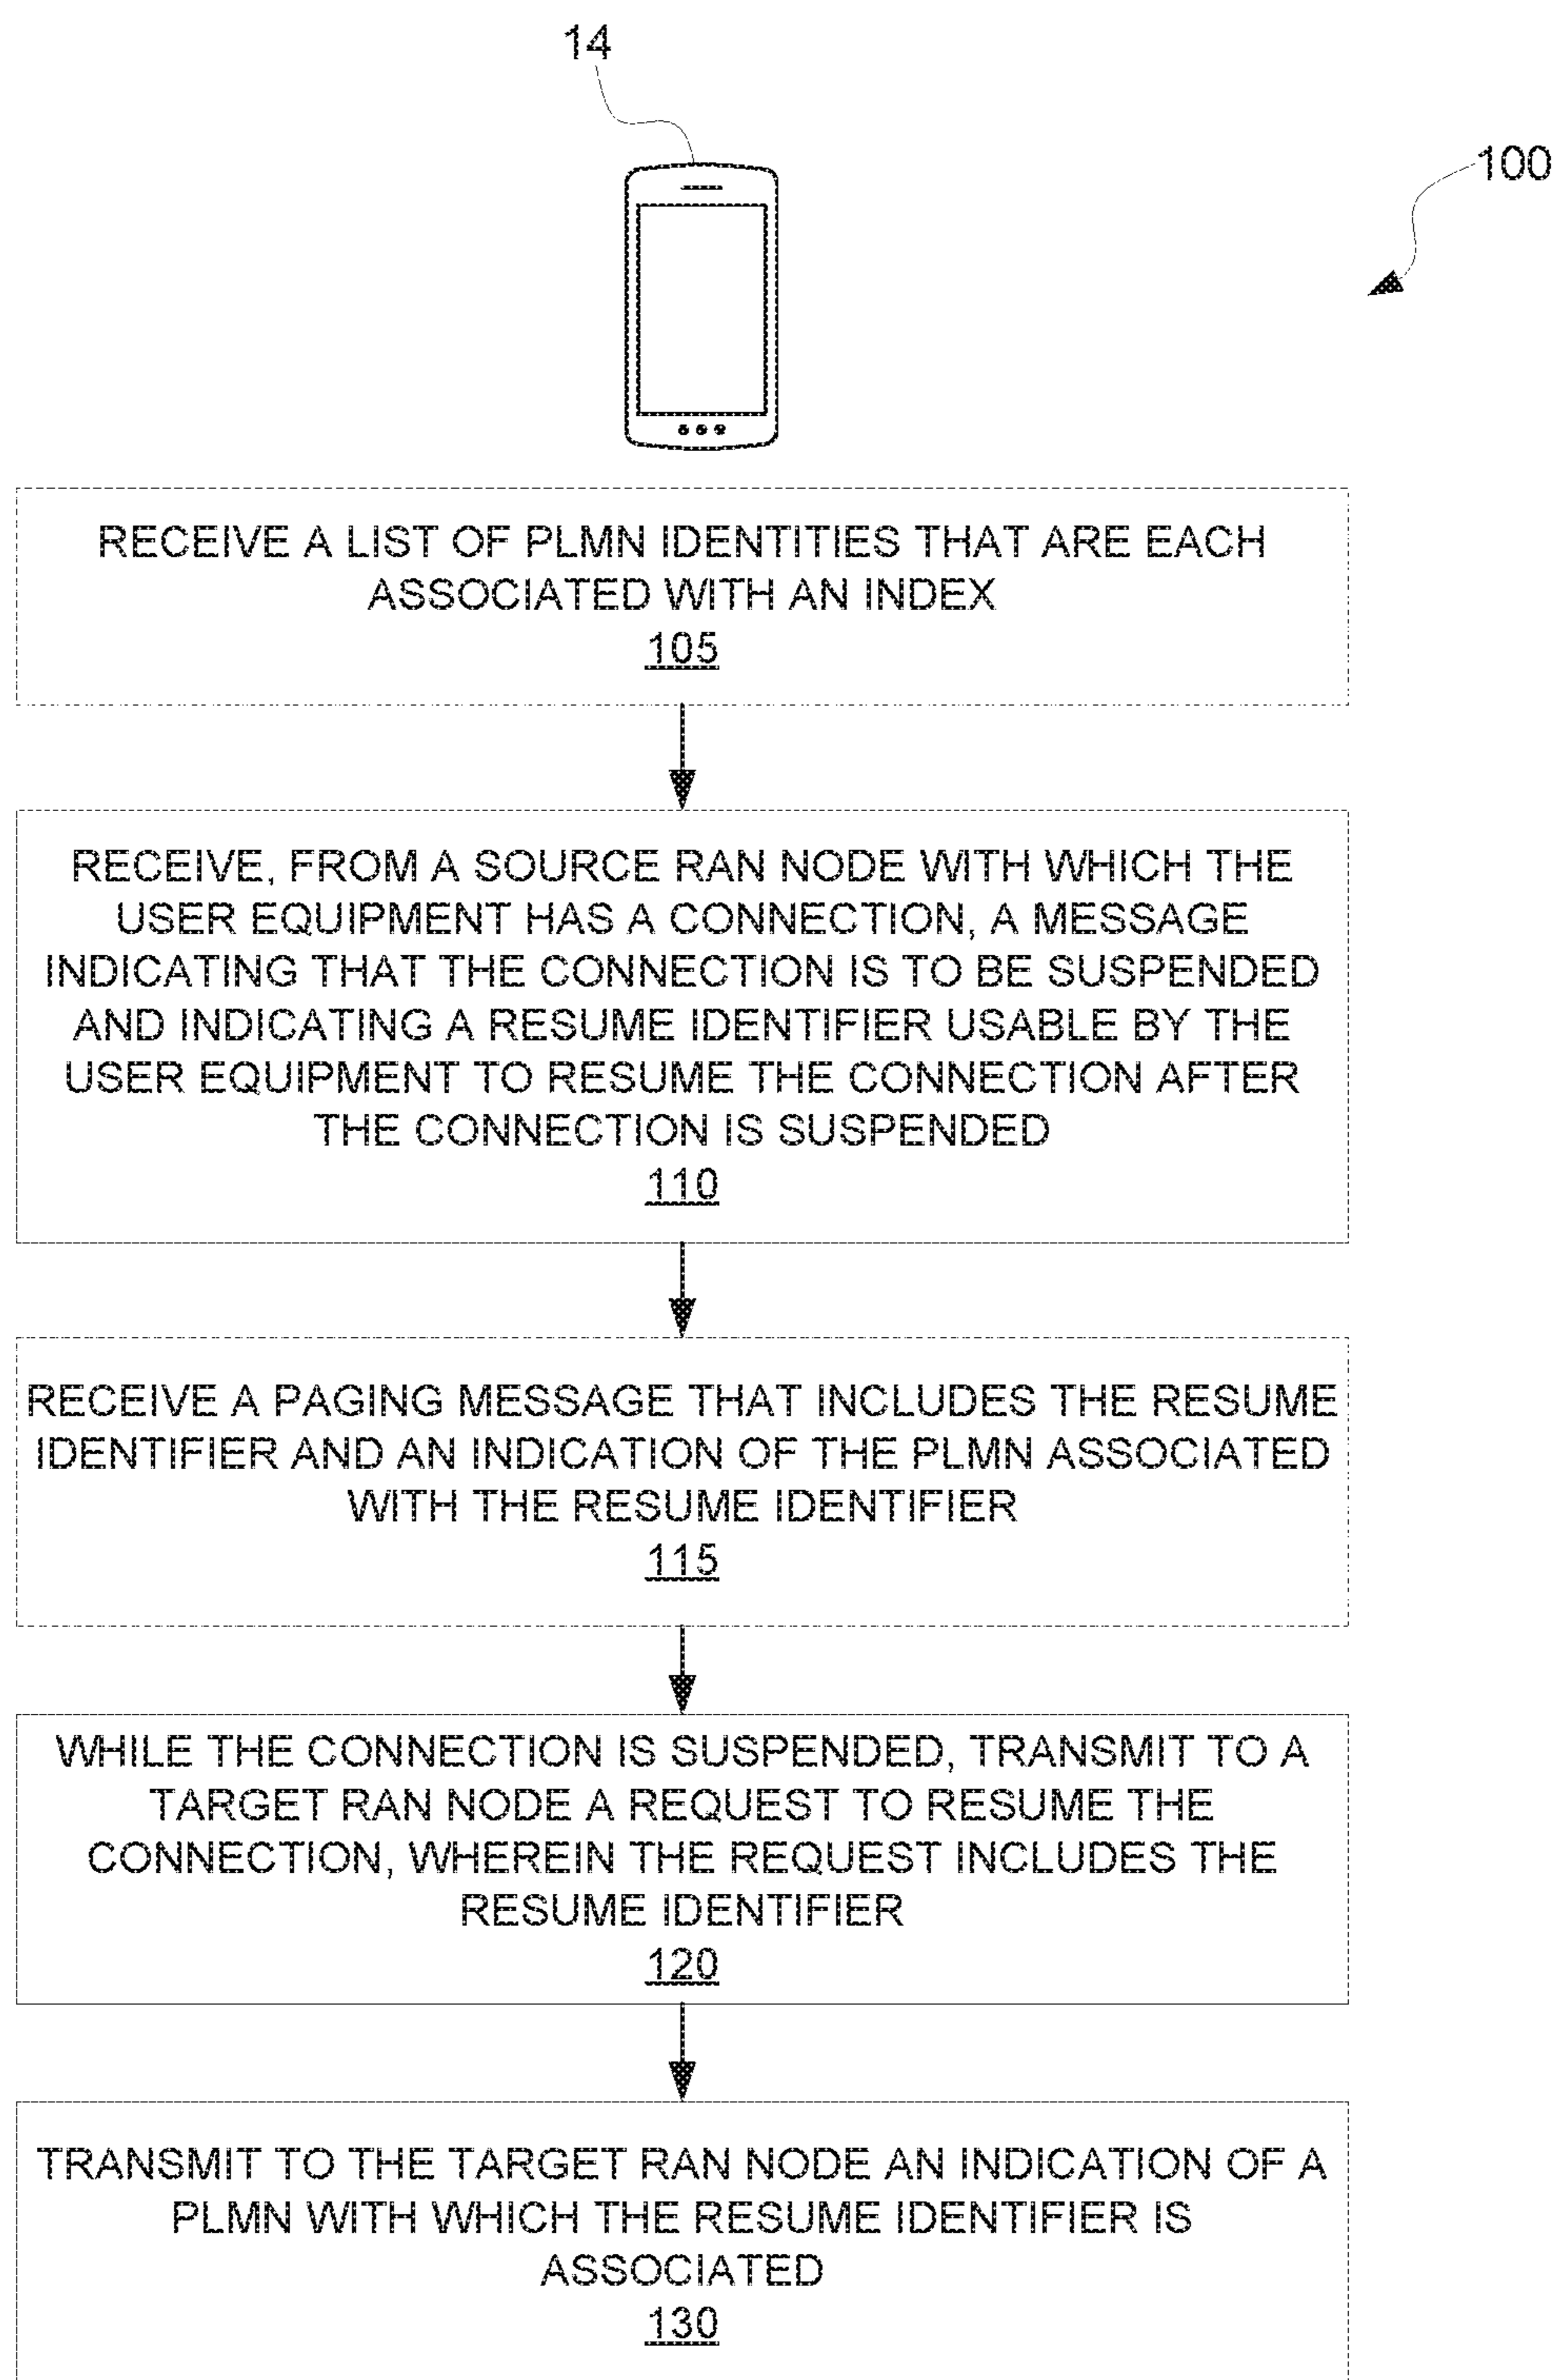 14
100
RECEIVE A LIST OF PLMN IDENTITIES THAT ARE EACH
ASSOCIATED WITH AN INDEX
105
RECEIVE, FROM A SOURCE RAN NODE WITH WHICH THE
USER EQUIPMENT HAS A CONNECTION, A MESSAGE
INDICATING THAT THE CONNECTION IS TO BE SUSPENDED
AND INDICATING A RESUME IDENTIFIER USABLE BY THE
USER EQUIPMENT TO RESUME THE CONNECTION AFTER
THE CONNECTION IS SUSPENDED
110
RECEIVE A PAGING MESSAGE THAT INCLUDES THE RESUME
IDENTIFIER AND AN INDICATION OF THE PLMN ASSOCIATED
WITH THE RESUME IDENTIFIER
115
WHILE THE CONNECTION IS SUSPENDED, TRANSMIT TO A
TARGET RAN NODE A REQUEST TO RESUME THE
CONNECTION, WHEREIN THE REQUEST INCLUDES THE
RESUME IDENTIFIER
120
TRANSMIT TO THE TARGET RAN NODE AN INDICATION OF A
PLMN WITH WHICH THE RESUME IDENTIFIER IS
ASSOCIATED
130